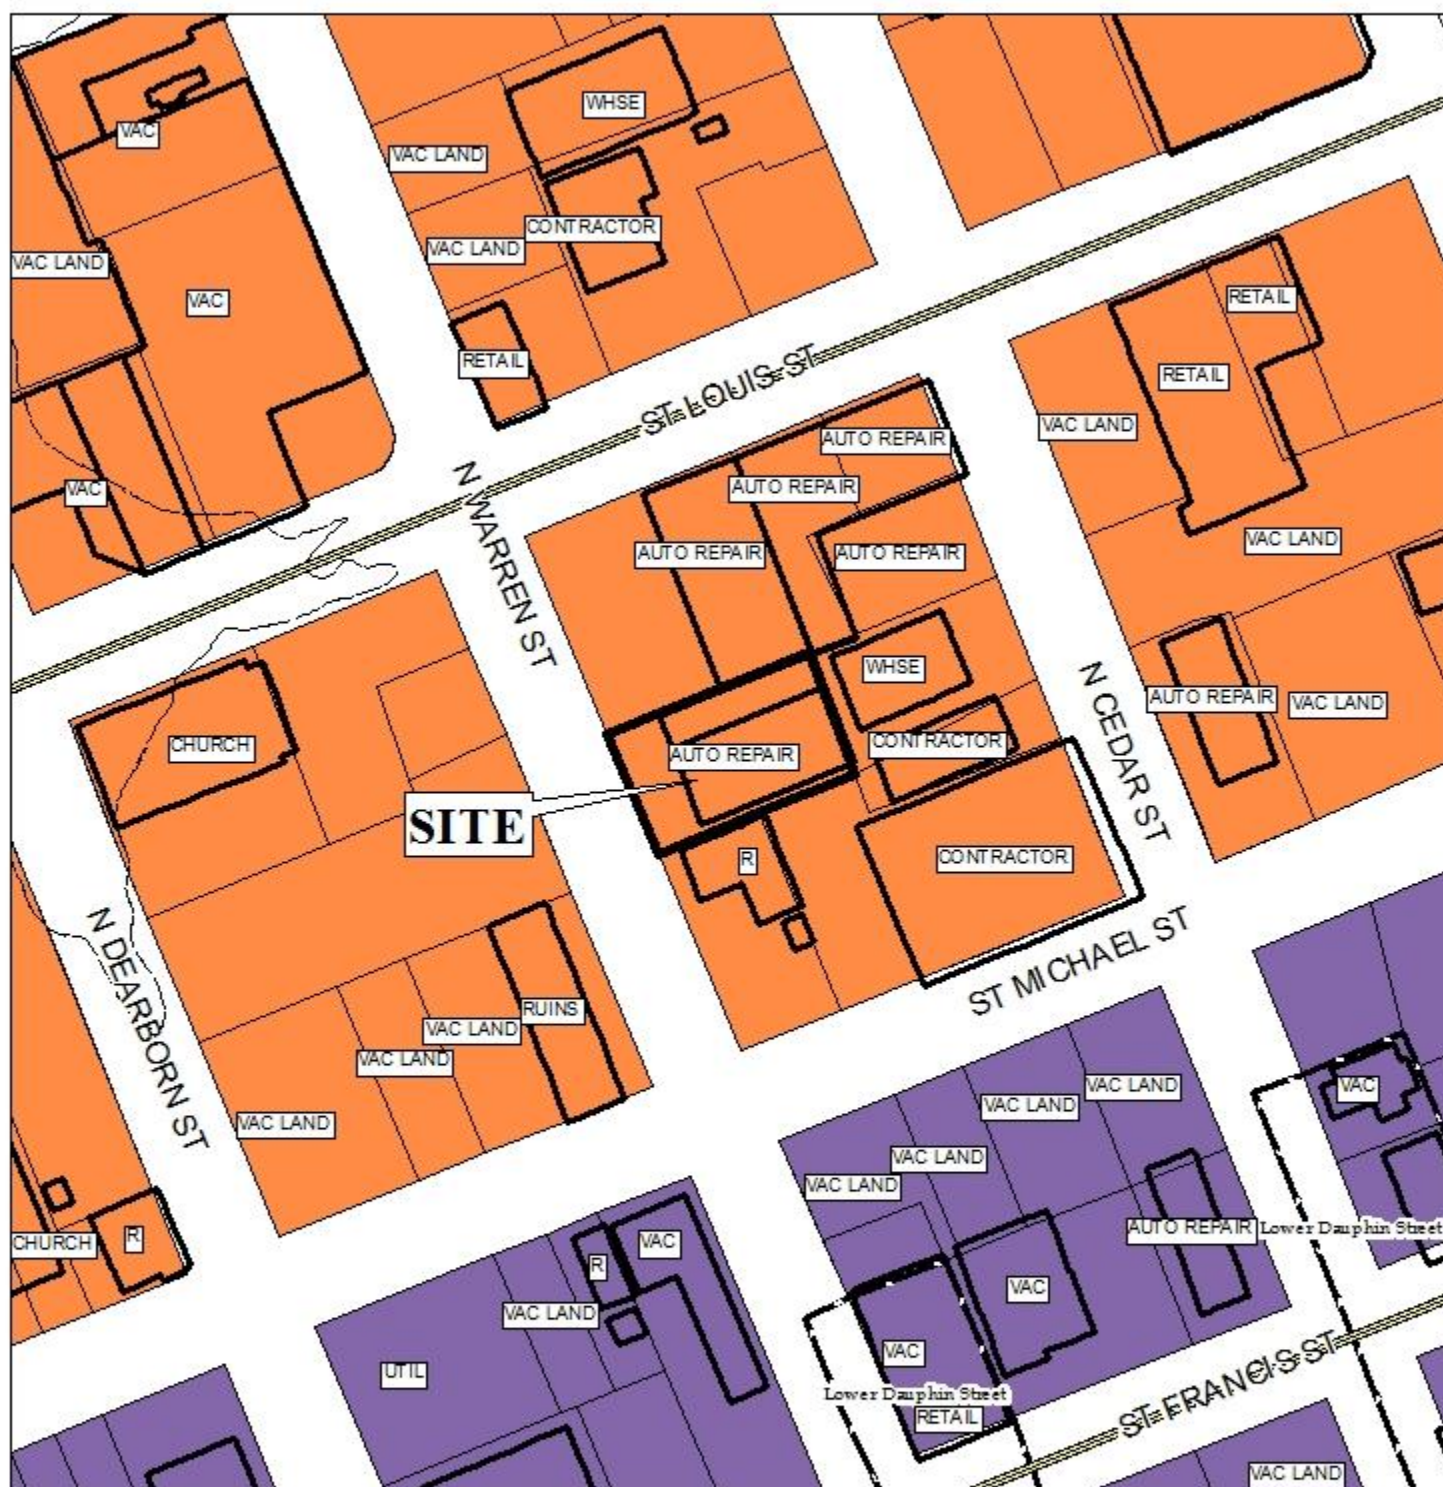 WHSE
VAC
VAC LAND
CONTRACTOR
VAC LAND
VAC LAND
VAC
RETAIL
RETAIL
RETAIL
ST LOUIS ST
VAC LAND
AUTO REPAIR
AUTO REPAIR
VAC
N WARREN ST
AUTO REPAIR
AUTO REPAIR
VAC LAND
WHSE
AUTO REPAIR
VAC LAND
CHURCH
AUTO REPAIR
CONTRACTOR
N CEDAR ST
SITE
R
CONTRACTOR
ST MICHAEL ST
N DEARBORN ST
RUINS
VAC LAND
VAC LAND
VAC LAND
VAC LAND
VAC LAND
VAC LAND
VAC LAND
VAC
CHURCH
R
R
VAC
AUTO REPAIR
Lower Dauphin Street
VAC LAND
VAC
UTIL
VAC
Lower Dauphin Street
RETAIL
ST FRANCIS ST
VAC LAND